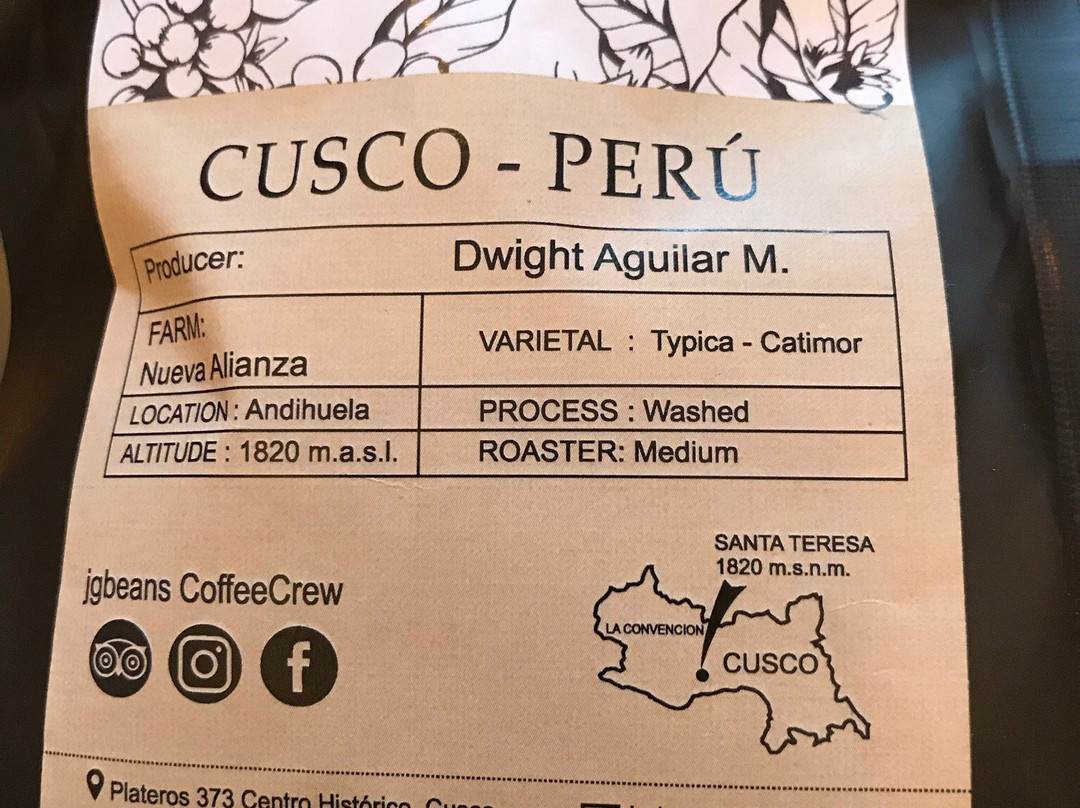 CUSCO - PERÚ
Producer: Dwight Aguilar M.
FARM:
Nueva Alianza
VARIETAL : Typica - Catimor
LOCATION : Andihuela
PROCESS : Washed
ALTITUDE : 1820 m.a.s.l.
ROASTER: Medium
SANTA TERESA
1820 m.s.n.m.
jgbeans CoffeeCrew
LA CONVENCION
CUSCO
Plateros 373 Centro Histórico, Cusco